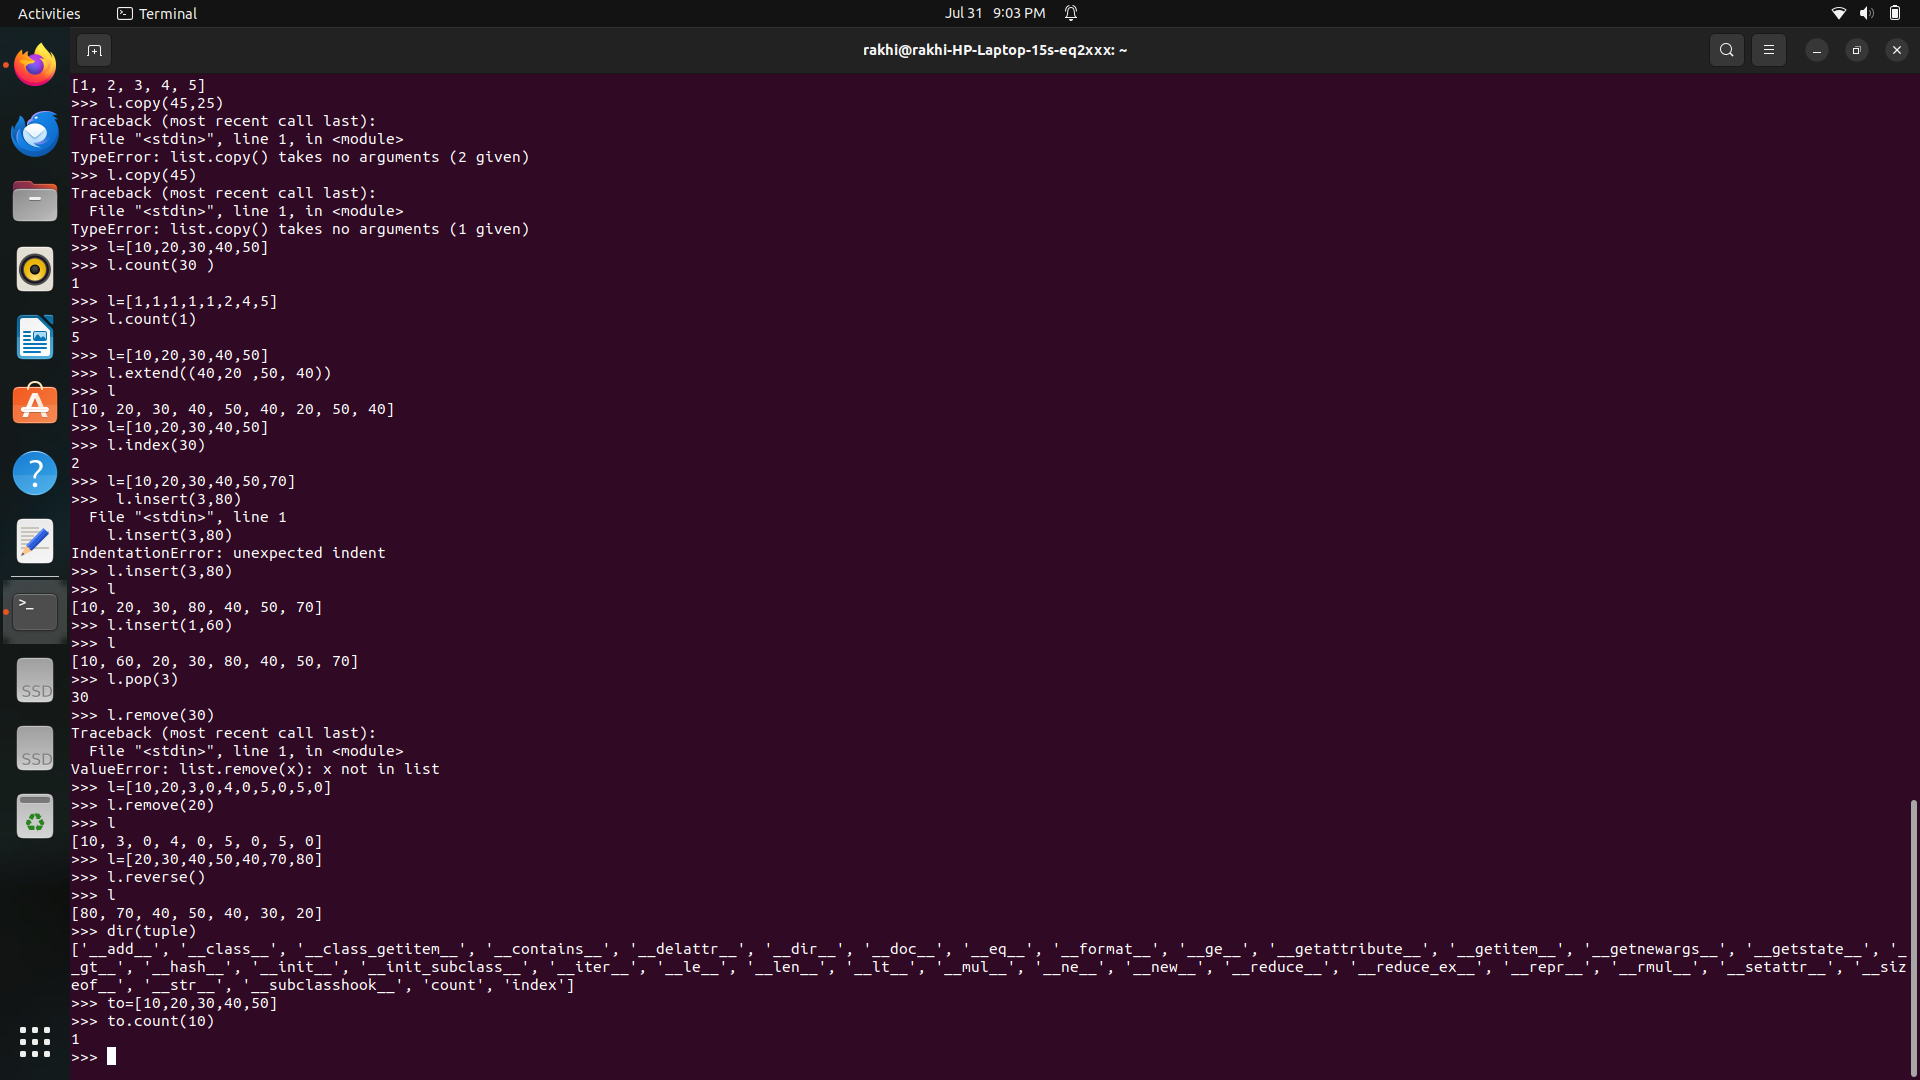 Activities
Terminal
Jul 31 9:03 PM
rakhi@rakhi-HP-Laptop-15s-eq2xxx: ~
[1, 2, 3, 4, 5]
>>> l.copy(45,25)
Traceback (most recent call last):
  File "<stdin>", line 1, in <module>
TypeError: list.copy() takes no arguments (2 given)
>>> l.copy(45)
Traceback (most recent call last):
  File "<stdin>", line 1, in <module>
TypeError: list.copy() takes no arguments (1 given)
>>> l=[10,20,30,40,50]
>>> l.count(30 )
1
>>> l=[1,1,1,1,1,2,4,5]
>>> l.count(1)
5
>>> l=[10,20,30,40,50]
>>> l.extend((40,20 ,50, 40))
>>> l
[10, 20, 30, 40, 50, 40, 20, 50, 40]
>>> l=[10,20,30,40,50]
>>> l.index(30)
2
>>> l=[10,20,30,40,50,70]
>>>  l.insert(3,80)
  File "<stdin>", line 1
    l.insert(3,80)
IndentationError: unexpected indent
>>> l.insert(3,80)
>>> l
[10, 20, 30, 80, 40, 50, 70]
>>> l.insert(1,60)
>>> l
[10, 60, 20, 30, 80, 40, 50, 70]
>>> l.pop(3)
30
>>> l.remove(30)
Traceback (most recent call last):
  File "<stdin>", line 1, in <module>
ValueError: list.remove(x): x not in list
>>> l=[10,20,3,0,4,0,5,0,5,0]
>>> l.remove(20)
>>> l
[10, 3, 0, 4, 0, 5, 0, 5, 0]
>>> l=[20,30,40,50,40,70,80]
>>> l.reverse()
>>> l
[80, 70, 40, 50, 40, 30, 20]
>>> dir(tuple)
['__add__', '__class__', '__class_getitem__', '__contains__', '__delattr__', '__dir__', '__doc__', '__eq__', '__format__', '__ge__', '__getattribute__', '__getitem__', '__getnewargs__', '__getstate__', '_
_gt__', '__hash__', '__init__', '__init_subclass__', '__iter__', '__le__', '__len__', '__lt__', '__mul__', '__ne__', '__new__', '__reduce__', '__reduce_ex__', '__repr__', '__rmul__', '__setattr__', '__siz
eof__', '__str__', '__subclasshook__', 'count', 'index']
>>> to=[10,20,30,40,50]
>>> to.count(10)
1
>>>
SSD
SSD